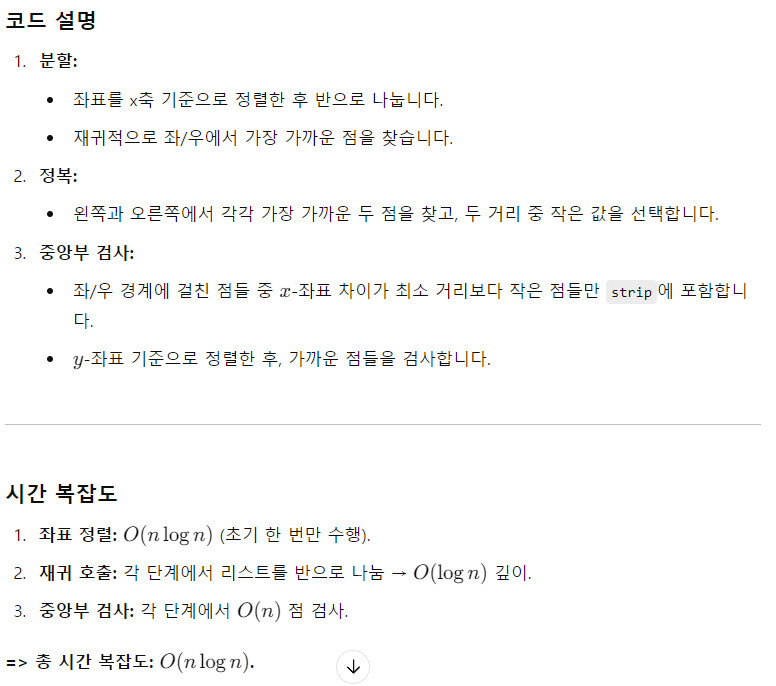 코드 설명
1. 분할:
• 좌표를 x축 기준으로 정렬한 후 반으로 나눕니다.
• 재귀적으로 좌/우에서 가장 가까운 점을 찾습니다.
2. 정복:
• 왼쪽과 오른쪽에서 각각 가장 가까운 두 점을 찾고, 두 거리 중 작은 값을 선택합니다.
3. 중앙부 검사:
• 좌/우 경계에 걸친 점들 중 x-좌표 차이가 최소 거리보다 작은 점들만 strip에 포함합니
다.
• y-좌표 기준으로 정렬한 후, 가까운 점들을 검사합니다.
시간 복잡도
1. 좌표 정렬: O(n log n) (초기 한 번만 수행).
2. 재귀 호출: 각 단계에서 리스트를 반으로 나눔 → O(log n) 깊이.
3. 중앙부 검사: 각 단계에서 O(n) 점 검사.
=> 총 시간 복잡도: O(n log n).